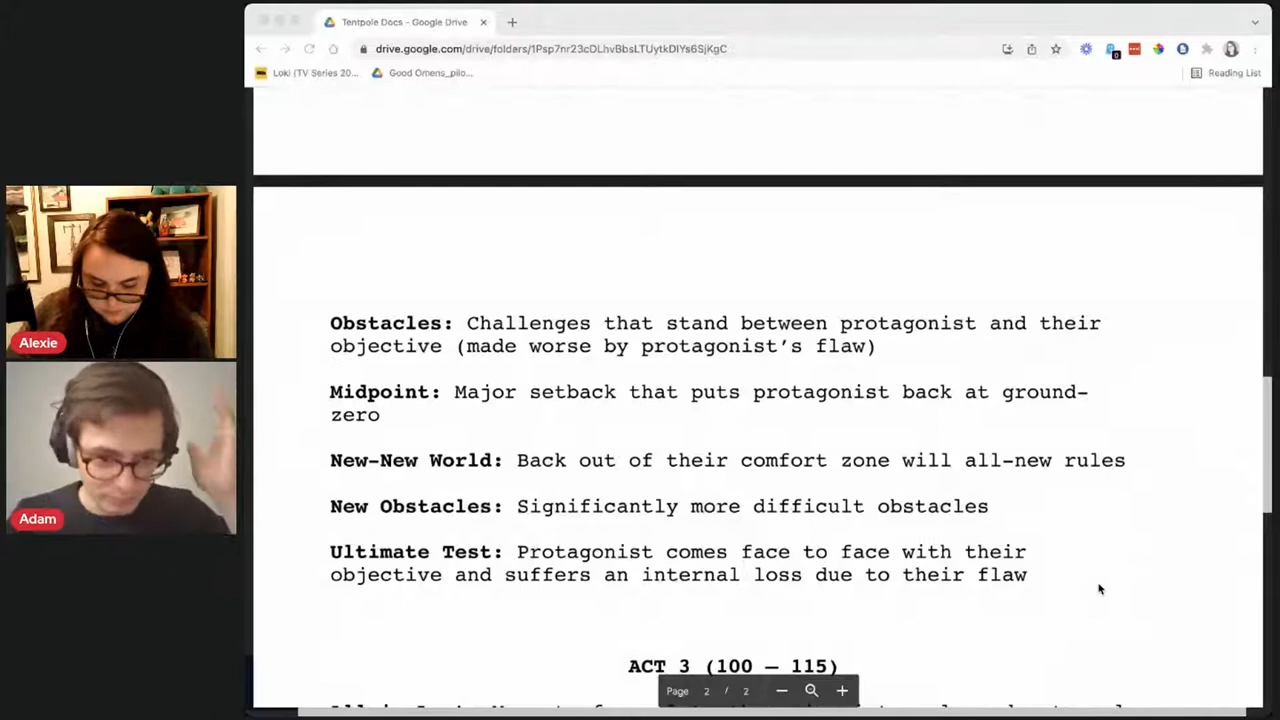 Tentpole Docs - Google Drive
drive.google.com/drive/folders/1Psp7nr23cDLhvBbsLTUytkDIYs6SjKgC
Loki (TV Series 20...
Good Omens_pilo...
Reading List
Alexie
Adam
Obstacles: Challenges that stand between protagonist and their
objective (made worse by protagonist's flaw)
Midpoint: Major setback that puts protagonist back at ground-
zero
New-New World: Back out of their comfort zone will all-new rules
New Obstacles: Significantly more difficult obstacles
Ultimate Test: Protagonist comes face to face with their
objective and suffers an internal loss due to their flaw
ACT 3 (100 – 115)
Page 2 / 2